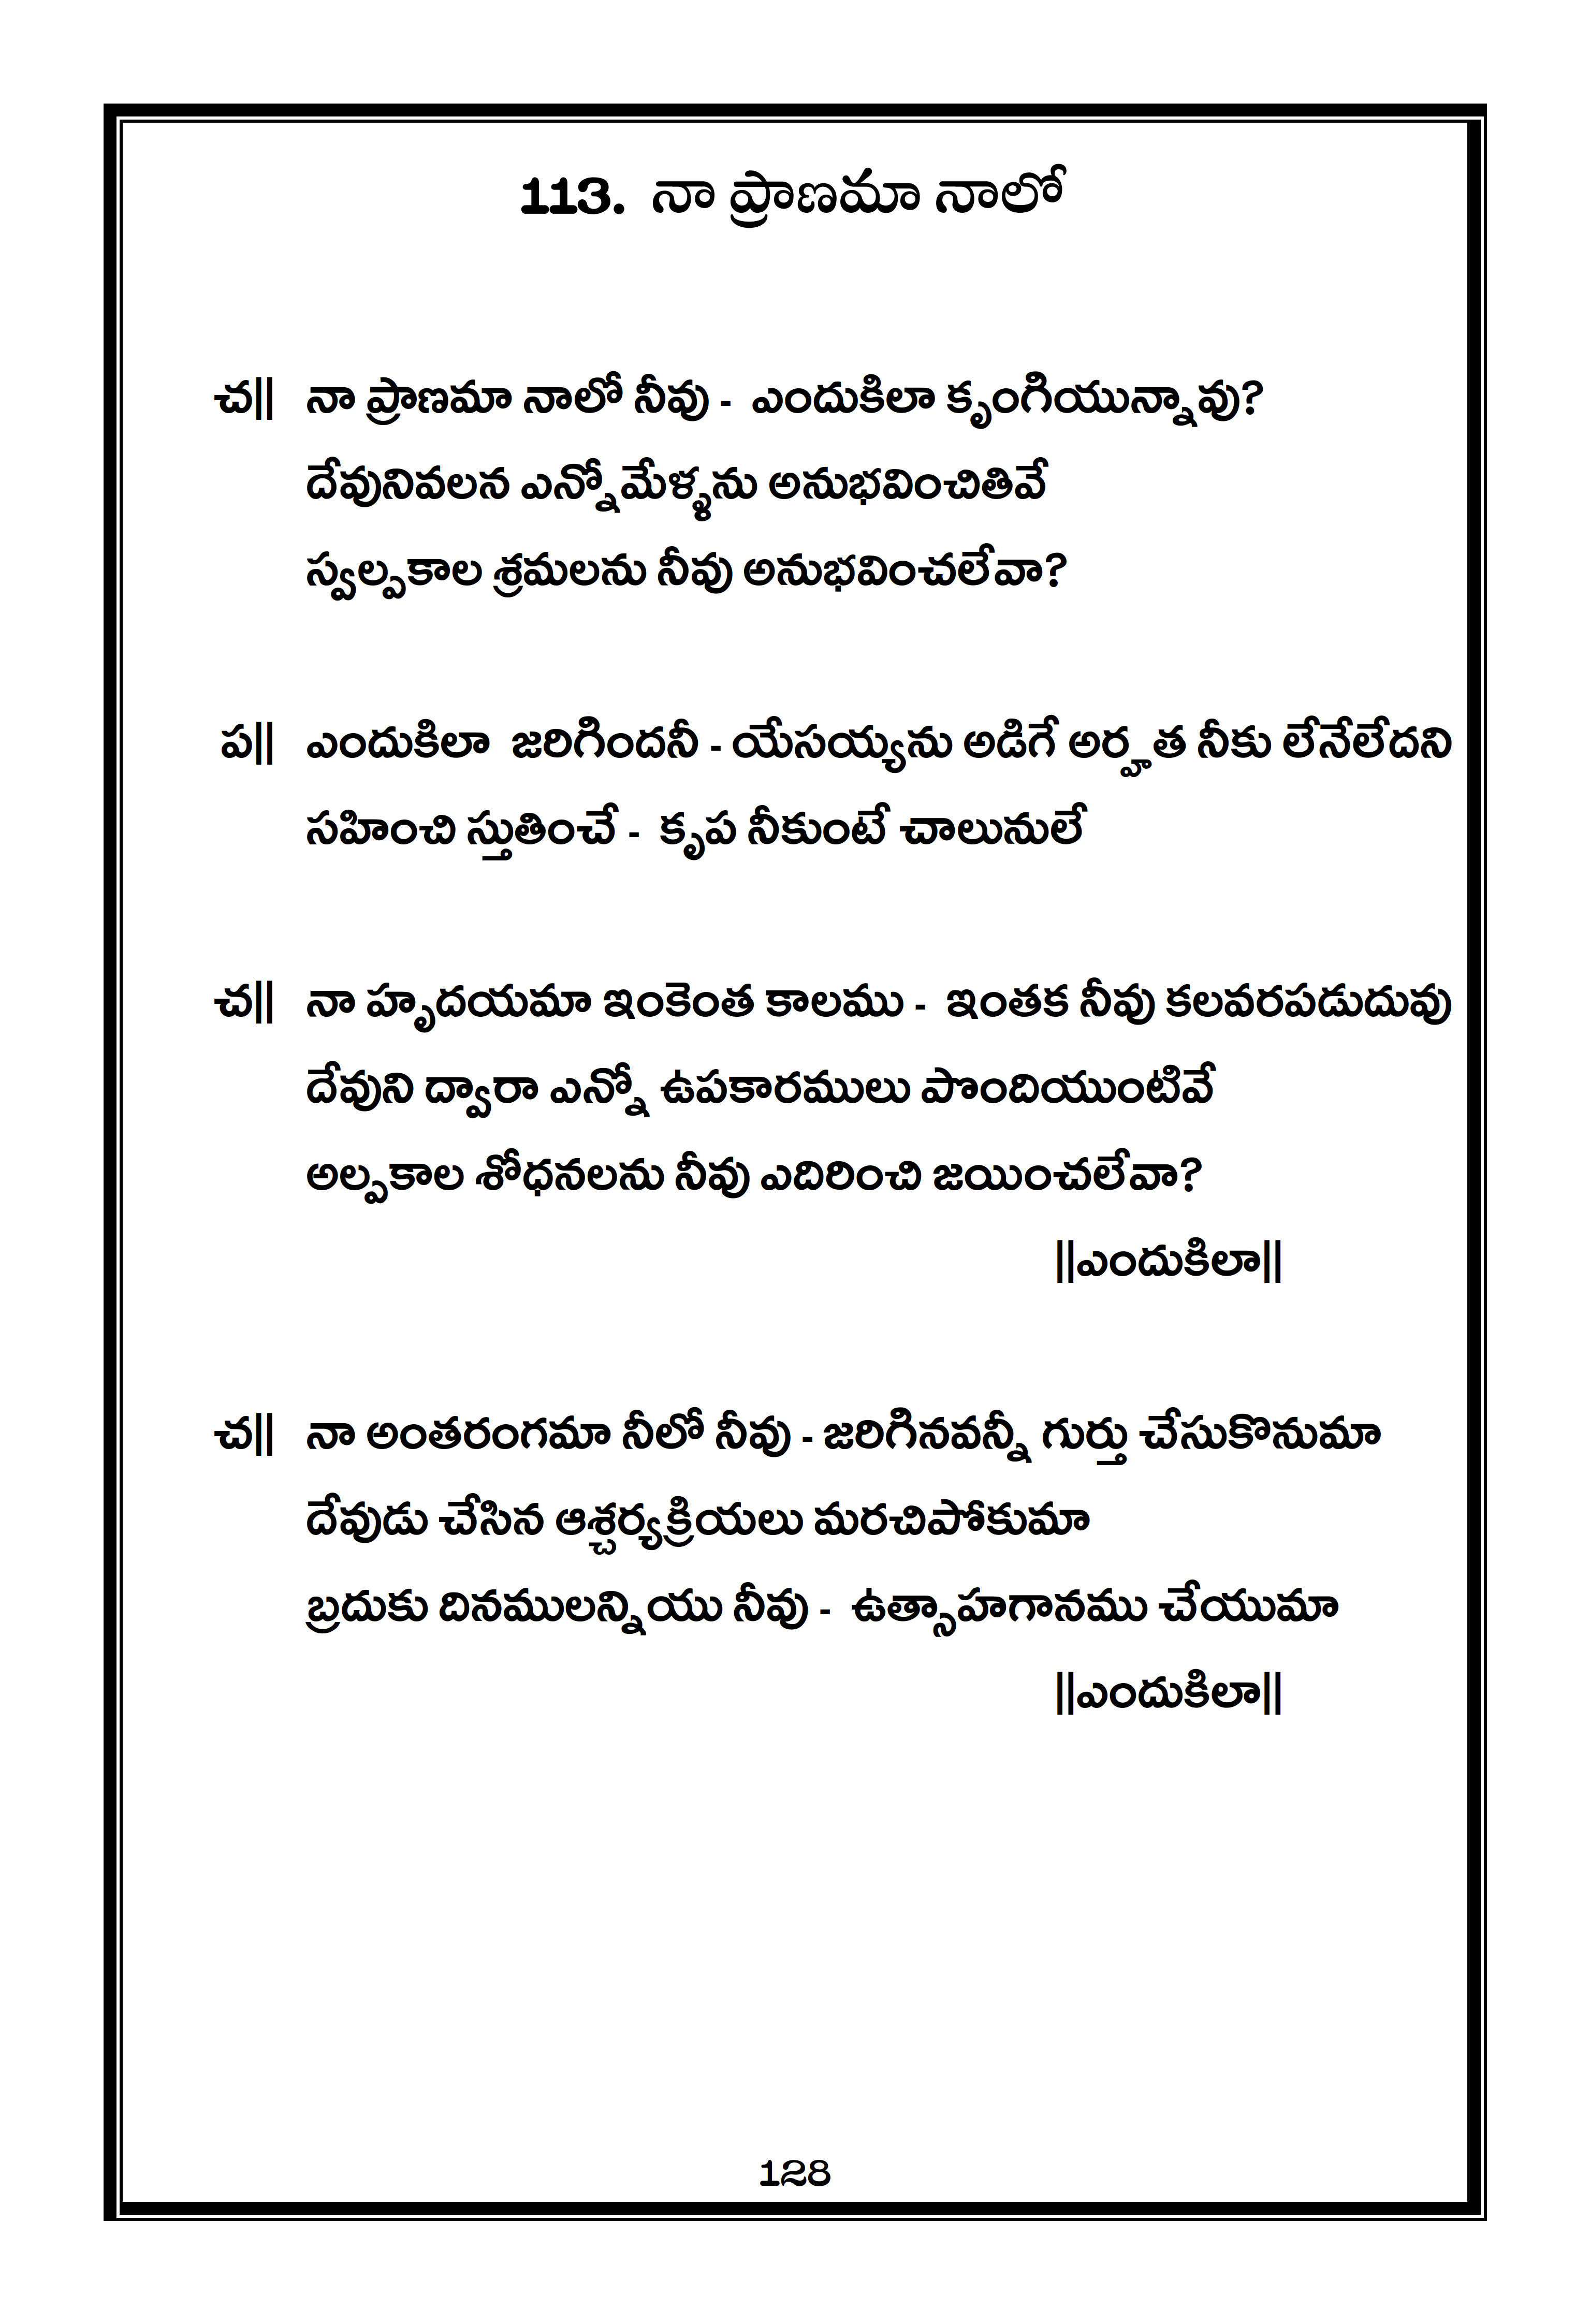 113. నా ప్రాణమా నాలో
చ|| నా ప్రాణమా నాలో నీవు - ఎందుకిలా కృంగియున్నావు?
దేవునివలన ఎన్నోమేళ్ళను అనుభవించితివే
స్వల్పకాల శ్రమలను నీవు అనుభవించలేవా?
ప|| ఎందుకిలా జరిగిందనీ - యేసయ్యను అడిగే అర్హత నీకు లేనేలేదని
సహించి స్తుతించే - కృప నీకుంటే చాలునులే
చ|| నా హృదయమా ఇంకెంత కాలము - ఇంతక నీవు కలవరపడుదువు
దేవుని ద్వారా ఎన్నో ఉపకారములు పొందియుంటివే
అల్పకాల శోధనలను నీవు ఎదిరించి జయించలేవా?
||ఎందుకిలా||
చ|| నా అంతరంగమా నీలో నీవు - జరిగినవన్నీ గుర్తు చేసుకొనుమా
దేవుడు చేసిన ఆశ్చర్యక్రియలు మరచిపోకుమా
బ్రదుకు దినములన్నియు నీవు - ఉత్సాహగానము చేయుమా
||ఎందుకిలా||
128